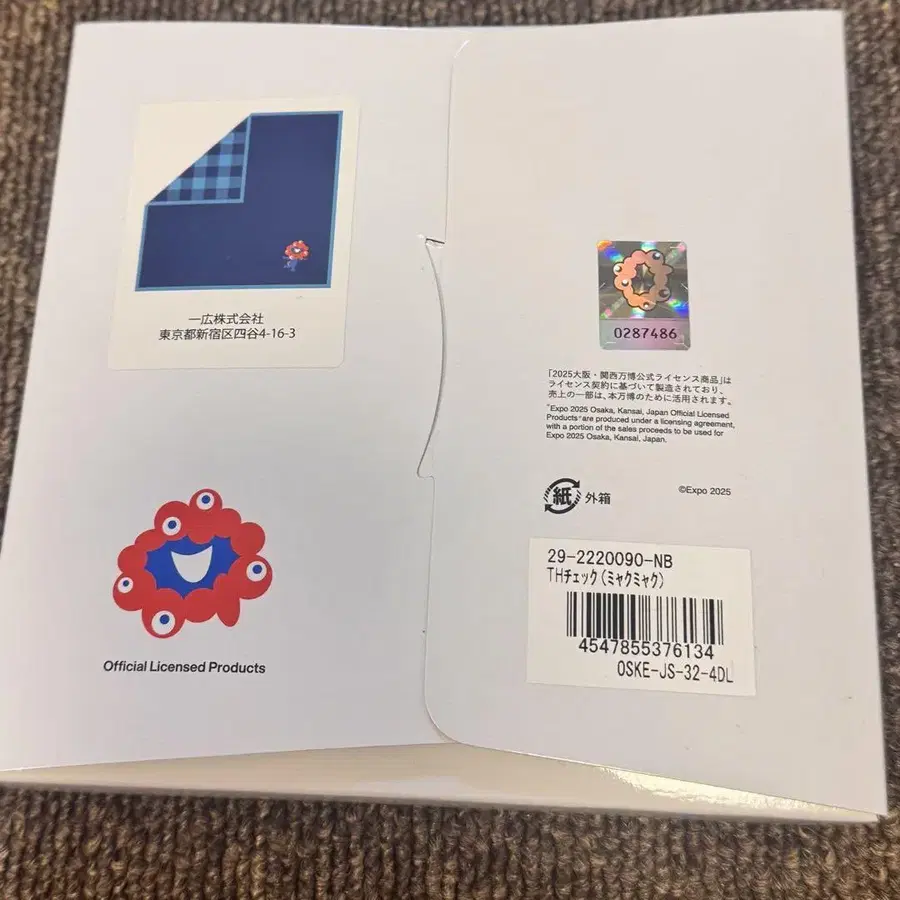 一広株式会社
東京都新宿区四谷4-16-3
Official Licensed Products
0287486
「2025大阪・関西万博公式ライセンス商品」は
ライセンス契約に基づいて製造されており、
売上の一部は、本万博のために活用されます。
"Expo 2025 Osaka, Kansai, Japan Official Licensed
Products"are produced under a licensing agreement,
with a portion of the sales proceeds to be used for
Expo 2025 Osaka, Kansai, Japan.
紙 外箱
©Expo 2025
29-2220090-NB
THチェック(ミャクミャク)
4547855376134
OSKE-JS-32-4DL